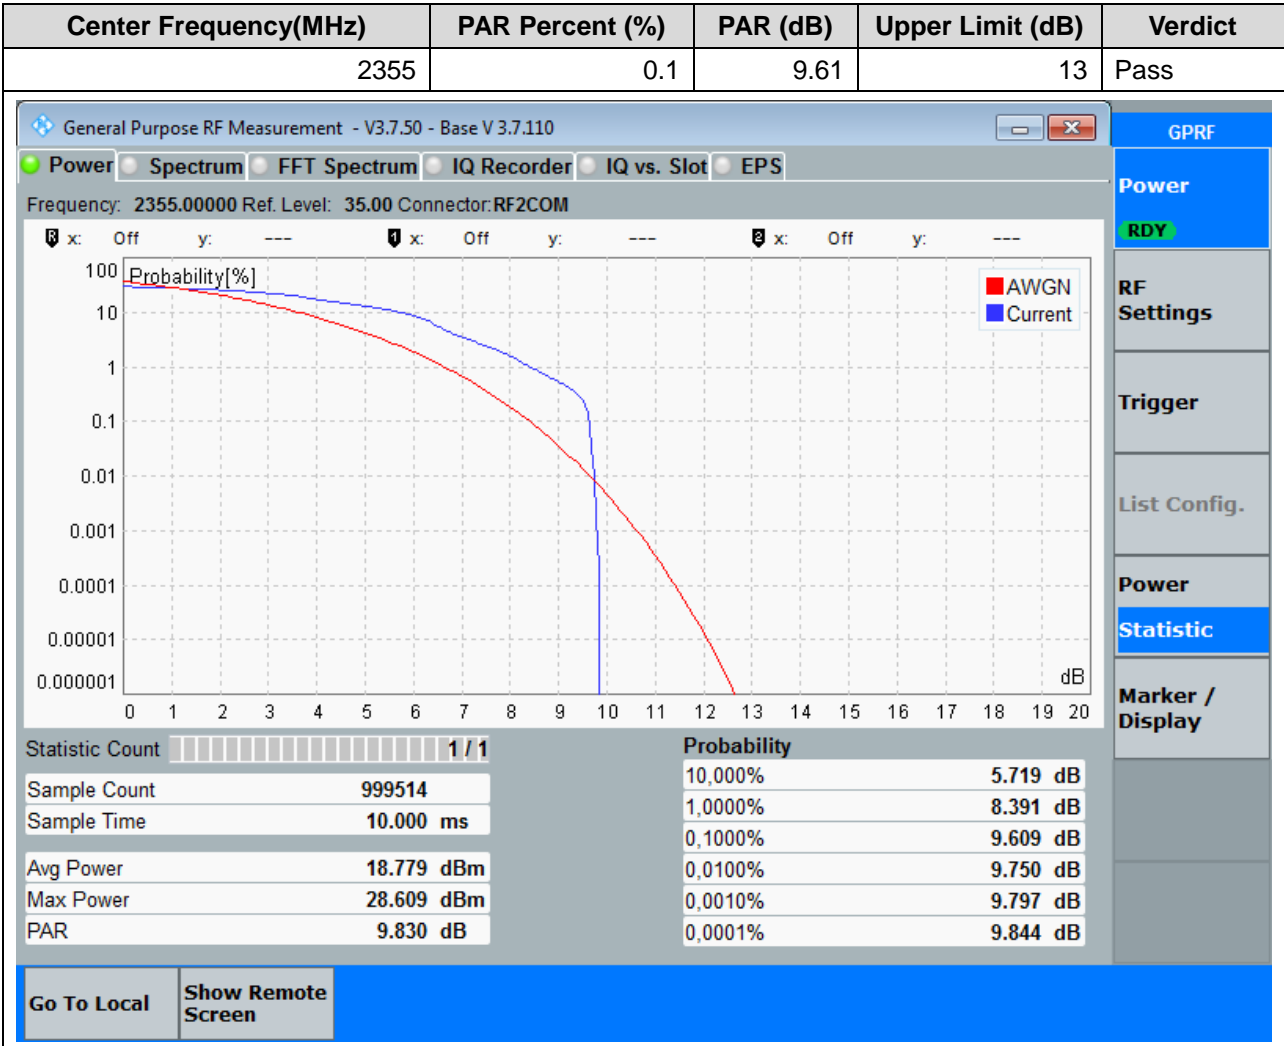 Center Frequency(MHz) PAR Percent (%) PAR (dB) Upper Limit (dB) Verdict
2355 0.1 9.61 13 Pass
General Purpose RF Measurement - V3.7.50 - Base V 3.7.110
GPRF
Power Spectrum FFT Spectrum IQ Recorder IQ vs. Slot EPS
Power
RDY
Frequency: 2355.00000 Ref. Level: 35.00 Connector:RF2COM
R x: Off y: --- 1 x: Off y: --- 2 x: Off y: ---
100 Probability[%]
AWGN
Current
10
1
0.1
0.01
0.001
0.0001
0.00001
0.000001
dB
0 1 2 3 4 5 6 7 8 9 10 11 12 13 14 15 16 17 18 19 20
RF
Settings
Trigger
List Config.
Power
Statistic
Marker /
Display
Statistic Count 1 / 1
Sample Count 999514
Sample Time 10.000 ms
Avg Power 18.779 dBm
Max Power 28.609 dBm
PAR 9.830 dB
Probability
10,000% 5.719 dB
1,0000% 8.391 dB
0,1000% 9.609 dB
0,0100% 9.750 dB
0,0010% 9.797 dB
0,0001% 9.844 dB
Go To Local
Show Remote
Screen